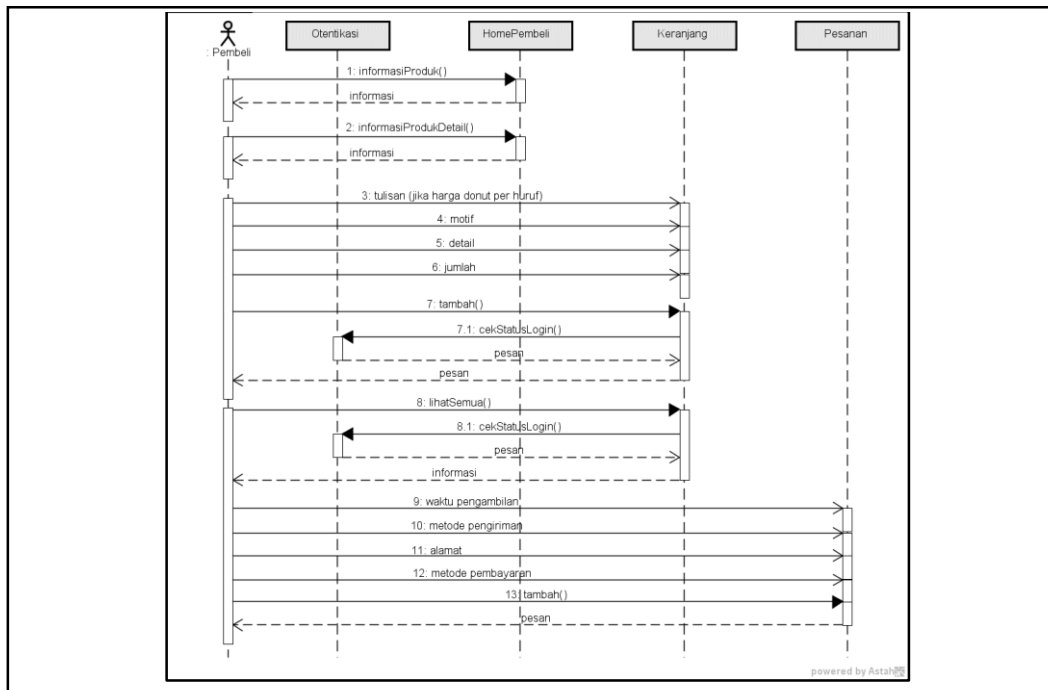 Otentikasi
HomePembeli
Keranjang
Pesanan
: Pembeli
1: informasiProduk()
informasi
2: informasiProdukDetail()
informasi
3: tulisan (jika harga donut per huruf)
4: motif
5: detail
6: jumlah
7: tambah()
7.1: cekStatusLogin()
pesan
pesan
8: lihatSemua()
8.1: cekStatusLogin()
pesan
informasi
9: waktu pengambilan
10: metode pengiriman
11: alamat
12: metode pembayaran
13: tambah()
pesan
powered by Astah